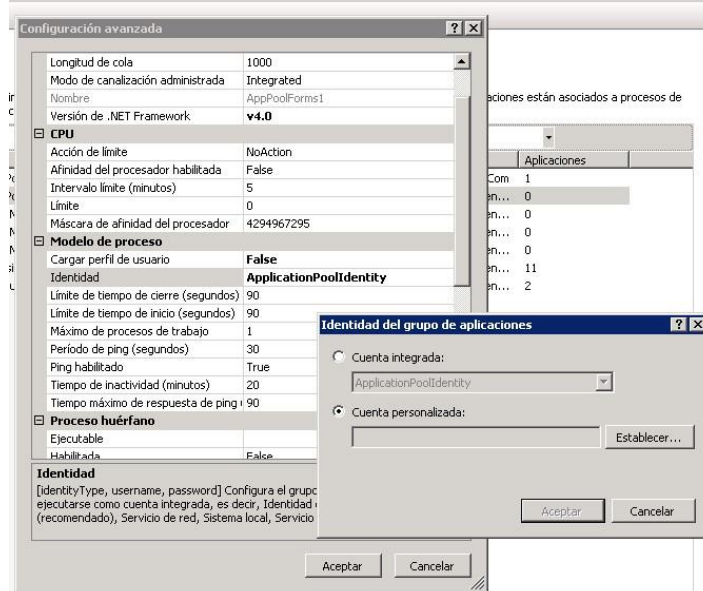 Configuración avanzada
Longitud de cola 1000
Modo de canalización administrada Integrated
Nombre AppPoolForms1
Versión de .NET Framework v4.0
CPU
Acción de límite NoAction
Afinidad del procesador habilitada False
Intervalo límite (minutos) 5
Límite 0
Máscara de afinidad del procesador 4294967295
Modelo de proceso
Cargar perfil de usuario False
Identidad ApplicationPoolIdentity
Límite de tiempo de cierre (segundos) 90
Límite de tiempo de inicio (segundos) 90
Máximo de procesos de trabajo 1
Período de ping (segundos) 30
Ping habilitado True
Tiempo de inactividad (minutos) 20
Tiempo máximo de respuesta de ping 90
Proceso huérfano
Ejecutable
Habilitada False
Identidad
[identityType, username, password] Configura el grupo
ejecutarse como cuenta integrada, es decir, Identidad
(recomendado), Servicio de red, Sistema local, Servicio
Aceptar Cancelar
aciones están asociados a procesos de
Aplicaciones
Com 1
en... 0
en... 0
en... 0
en... 0
en... 11
en... 2
Identidad del grupo de aplicaciones
Cuenta integrada:
ApplicationPoolIdentity
Cuenta personalizada:
Establecer...
Aceptar Cancelar